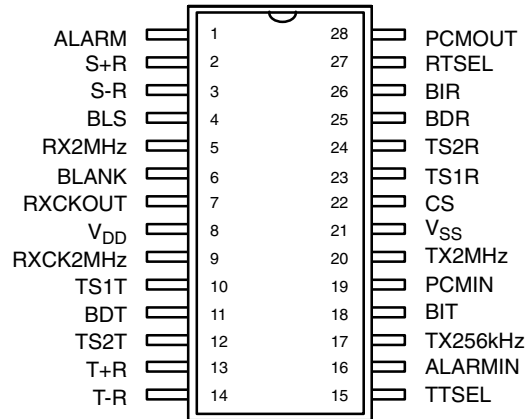 ALARM 1 28 PCMOUT
S+R 2 27 RTSEL
S-R 3 26 BIR
BLS 4 25 BDR
RX2MHz 5 24 TS2R
BLANK 6 23 TS1R
RXCKOUT 7 22 CS
VDD 8 21 VSS
RXCK2MHz 9 20 TX2MHz
TS1T 10 19 PCMIN
BDT 11 18 BIT
TS2T 12 17 TX256kHz
T+R 13 16 ALARMIN
T-R 14 15 TTSEL